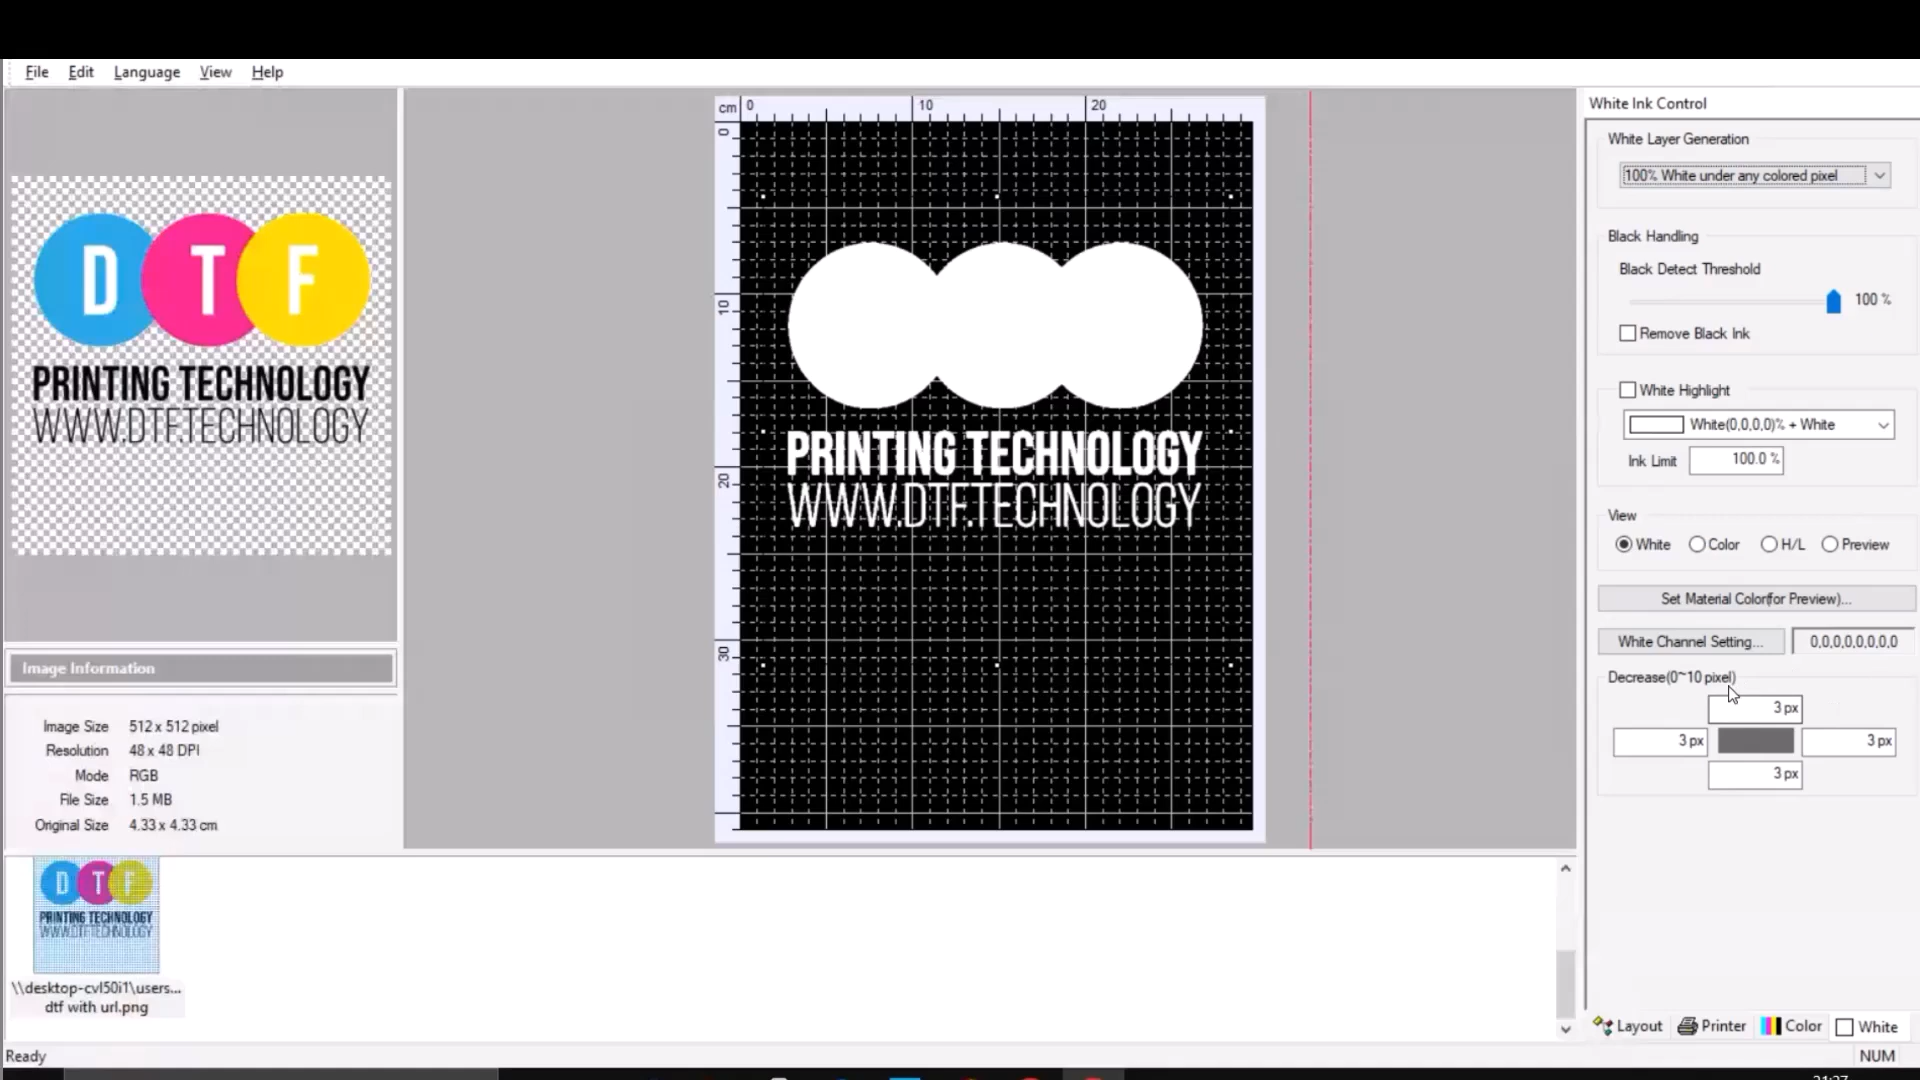 File Edit Language View Help
DTF
PRINTING TECHNOLOGY
WWW.DTF.TECHNOLOGY
Image Information
Image Size 512 x 512 pixel
Resolution 48 x 48 DPI
Mode RGB
File Size 1.5 MB
Original Size 4.33 x 4.33 cm
cm 0 10 20
0
10
20
30
PRINTING TECHNOLOGY
WWW.DTF.TECHNOLOGY
White Ink Control
White Layer Generation
100% White under any colored pixel
Black Handling
Black Detect Threshold
100 %
Remove Black Ink
White Highlight
White(0,0,0,0)% + White
Ink Limit 100.0 %
View
White Color H/L Preview
Set Material Color(for Preview)...
White Channel Setting... 0,0,0,0,0,0,0,0
Decrease(0~10 pixel)
3 px
3 px 3 px
3 px
DTF
PRINTING TECHNOLOGY
WWW.DTF.TECHNOLOGY
\\desktop-cvl50i1\users...
dtf with url.png
Layout Printer Color White
Ready NUM